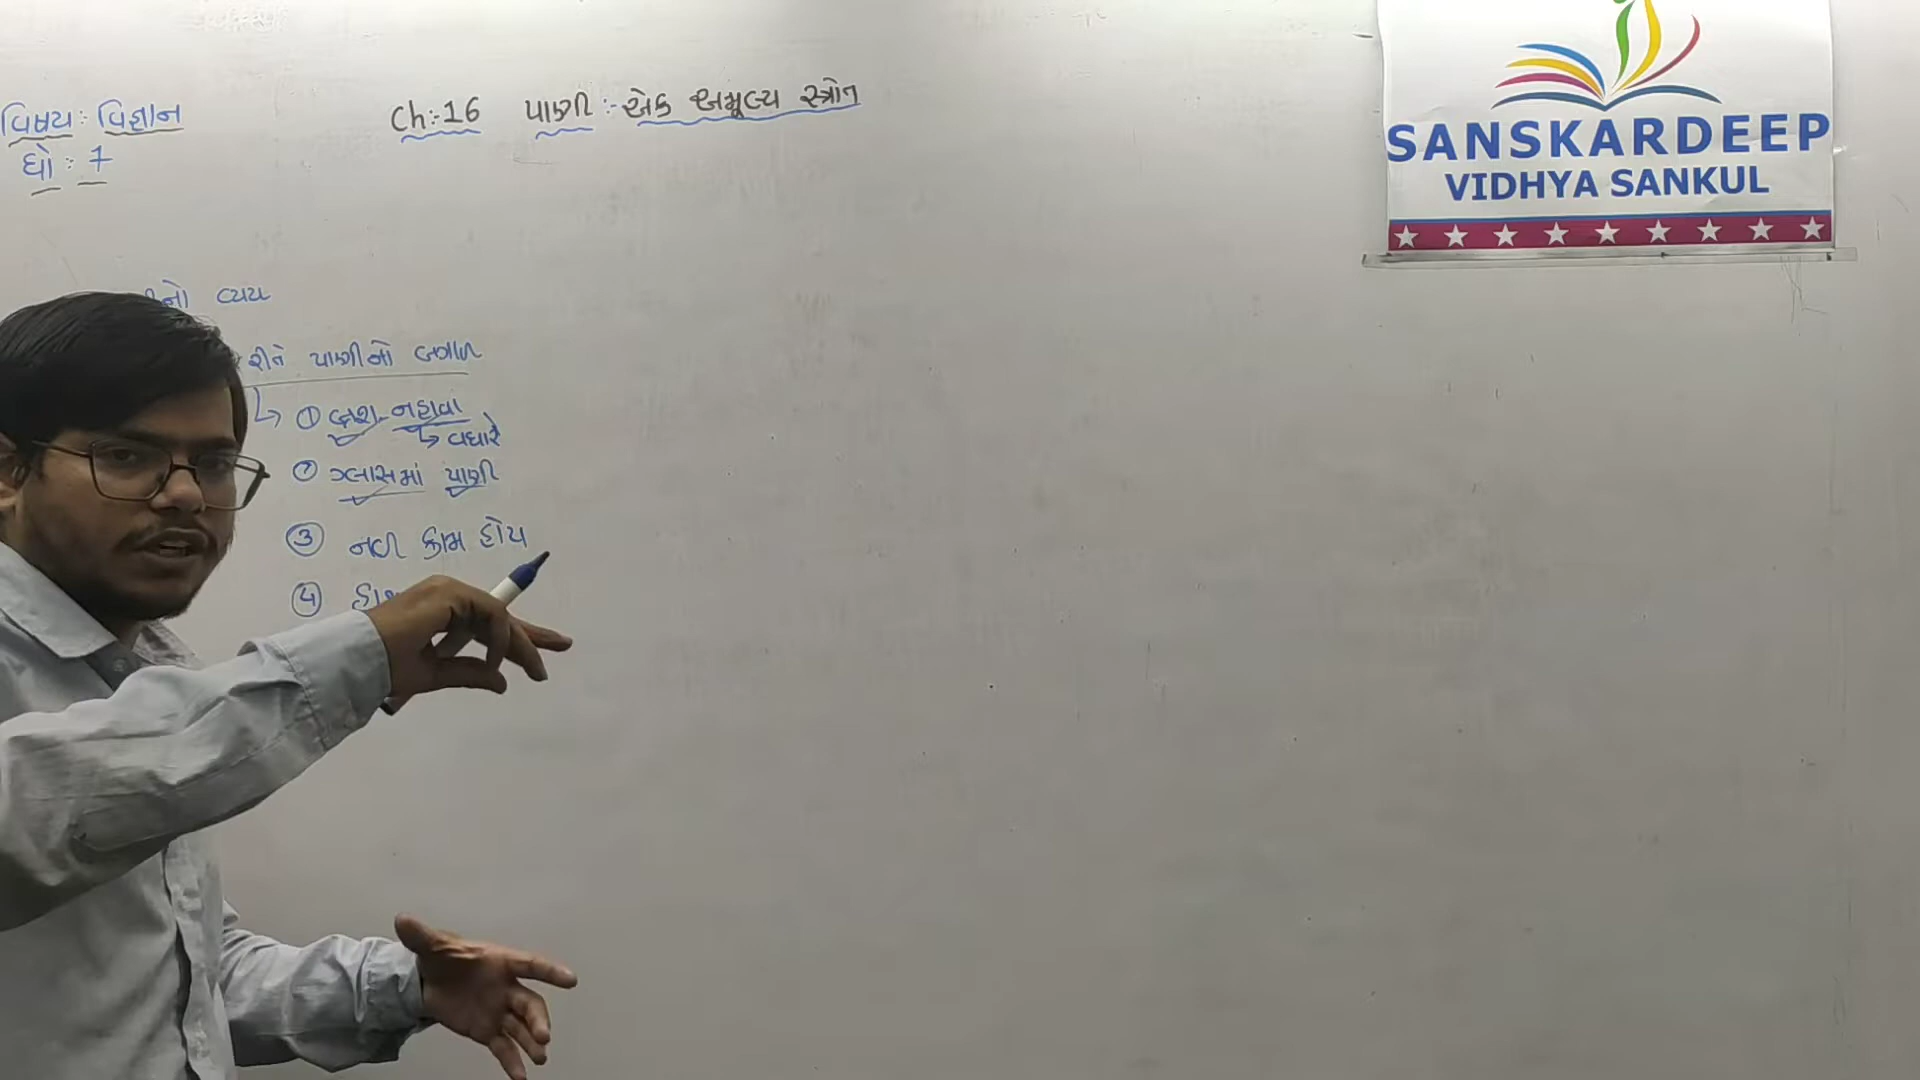 વિષય : વિજ્ઞાન
ધો : 7
Ch:-16 પાણી :- એક અમૂલ્ય સ્ત્રોત
SANSKARDEEP
VIDHYA SANKUL
વ્યય
રીતે પાણીનો બગાડ
↳ ① બ્રશ- નહાવા
↳ વધારે
② ગ્લાસમાં પાણી
③ નળ કામ હોય
④